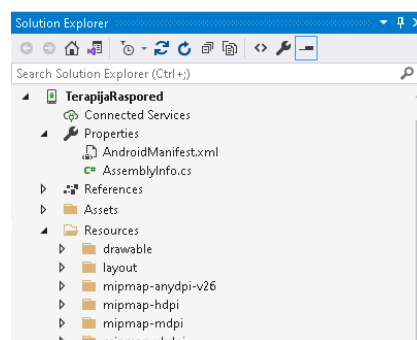 Solution Explorer
Search Solution Explorer (Ctrl+;)
TerapijaRaspored
Connected Services
Properties
AndroidManifest.xml
C# AssemblyInfo.cs
References
Assets
Resources
drawable
layout
mipmap-anydpi-v26
mipmap-hdpi
mipmap-mdpi